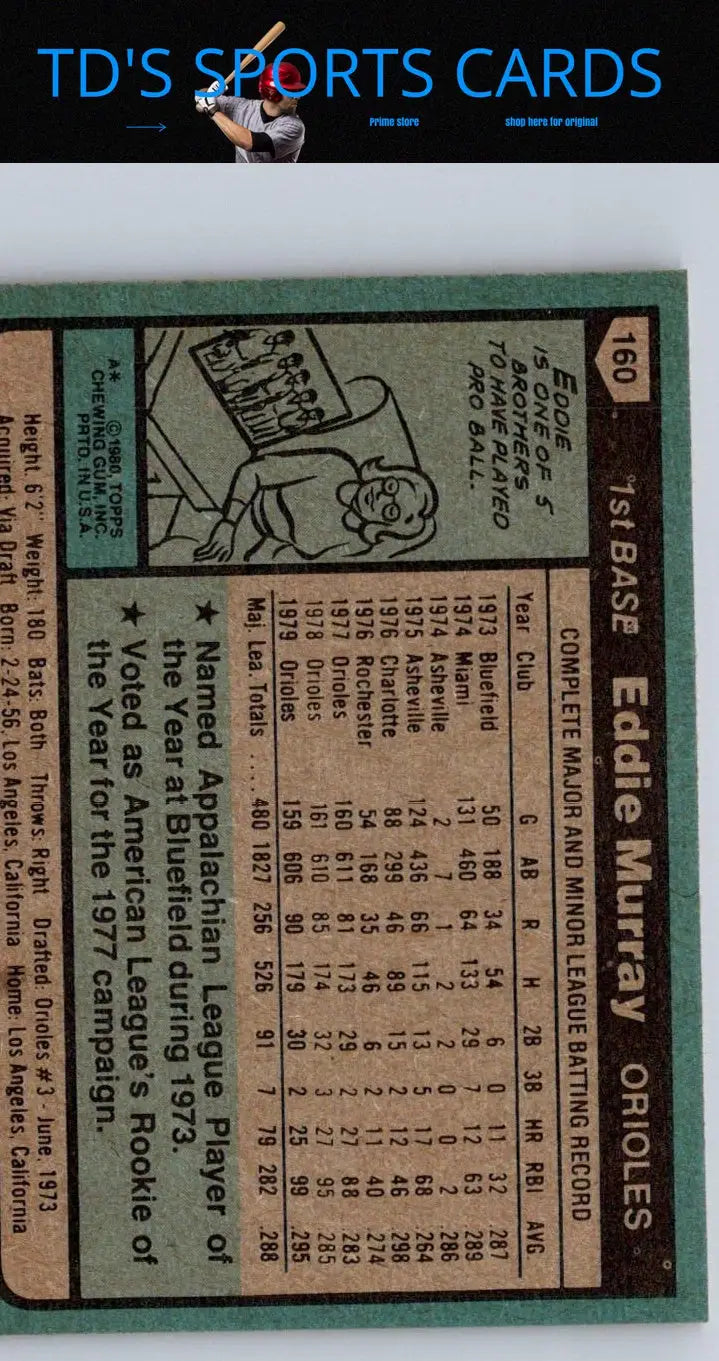 TD'S SPORTS CARDS
Prime store
shop here for original
160 1st BASE Eddie Murray ORIOLES
EDDIE
IS ONE OF 5
BROTHERS
TO HAVE PLAYED
PRO BALL.
A* © 1980 TOPPS
CHEWING GUM, INC.
PRTD. IN U.S.A.
COMPLETE MAJOR AND MINOR LEAGUE BATTING RECORD
Year Club G AB R H 2B 3B HR RBI AVG
1973 Bluefield 50 188 34 54 6 0 11 32 .287
1974 Miami 131 460 64 133 29 7 12 63 .289
1974 Asheville 2 7 1 2 2 0 0 2 .286
1975 Asheville 124 436 66 115 13 5 17 68 .264
1976 Charlotte 88 299 46 89 15 2 12 46 .298
1976 Rochester 54 168 35 46 6 2 11 40 .274
1977 Orioles 160 611 81 173 29 2 27 88 .283
1978 Orioles 161 610 85 174 32 3 27 95 .285
1979 Orioles 159 606 90 179 30 2 25 99 .295
Maj. Lea. Totals .... 480 1827 256 526 91 7 79 282 .288
★ Named Appalachian League Player of
the Year at Bluefield during 1973.
★ Voted as American League's Rookie of
the Year for the 1977 campaign.
Height: 6'2" Weight: 180 Bats: Both Throws: Right Drafted: Orioles #3 - June, 1973
Acquired: Via Draft Born: 2-24-56, Los Angeles, California Home: Los Angeles, California